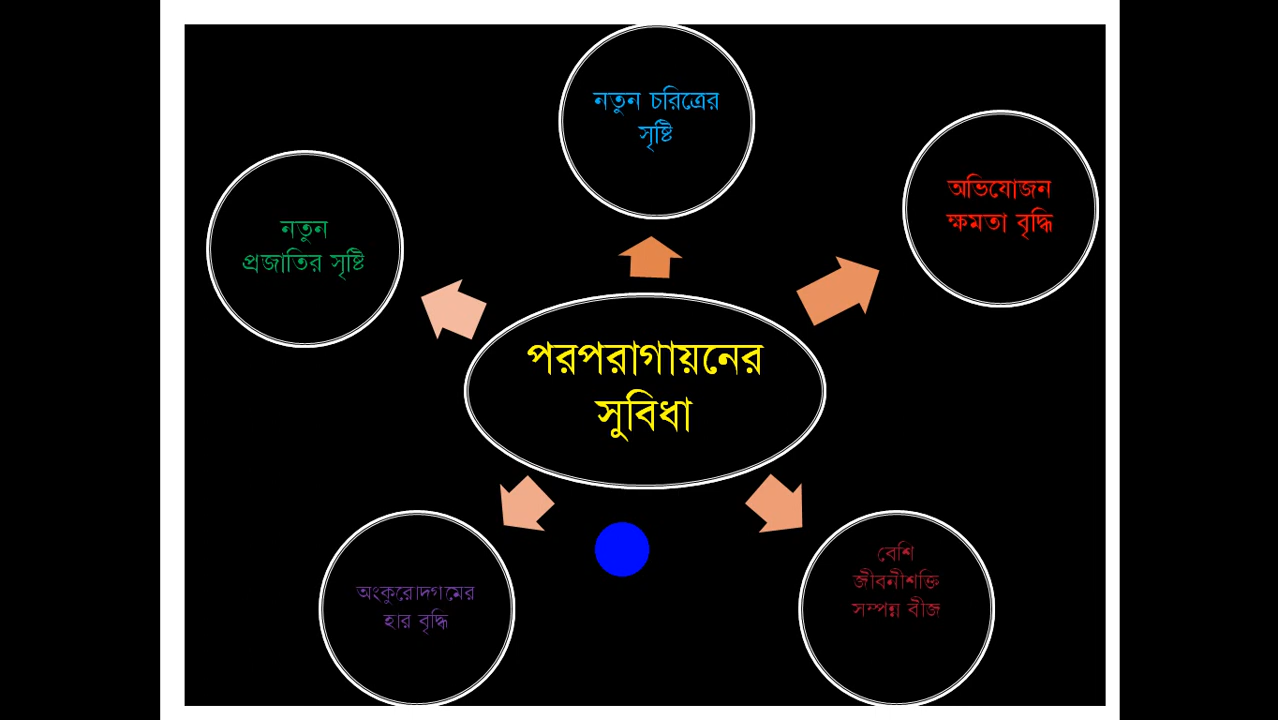 নতুন চরিত্রের
সৃষ্টি
অভিযোজন
ক্ষমতা বৃদ্ধি
নতুন
প্রজাতির সৃষ্টি
পরপরাগায়নের
সুবিধা
অংকুরোদগমের
হার বৃদ্ধি
বেশি
জীবনীশক্তি
সম্পন্ন বীজ